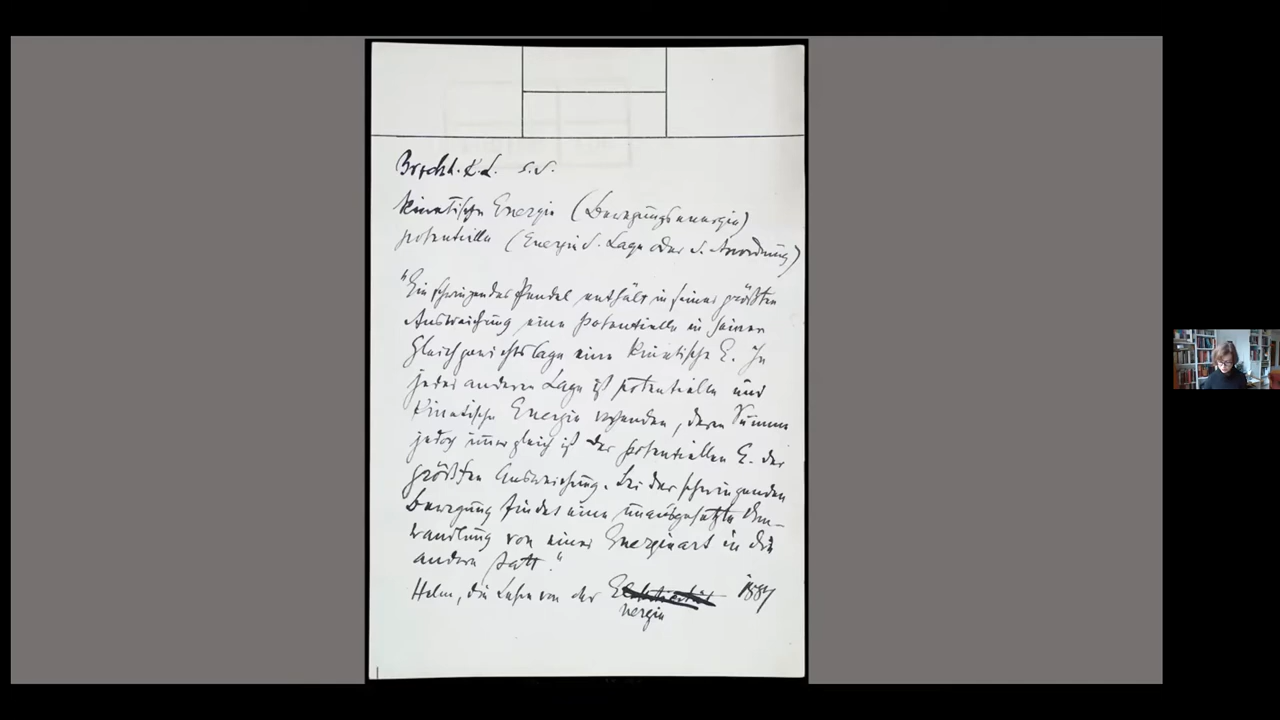 Brockh. K.L. s.v.
kinetische Energie (Bewegungsenergie)
potentielle (Energie d. Lage oder d. Anordnung)
"Ein schwingendes Pendel enthält in seiner größten
Ausweichung eine potentielle in seiner
Gleichgewichtslage eine kinetische E. In
jeder anderen Lage ist potentielle und
kinetische Energie vorhanden, deren Summe
jedoch immer gleich ist der potentiellen E. der
größten Ausweichung. Bei der schwingenden
Bewegung findet eine unausgesetzte Um-
wandlung von einer Energieart in die
andere statt."
Helm, die Lehre von der E 1887
nergie